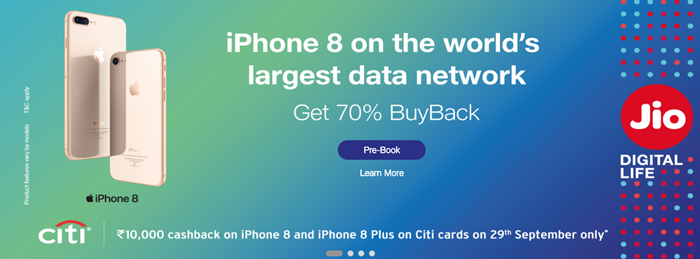 iPhone 8 on the world's
largest data network
Get 70% BuyBack
Pre-Book
Learn More
Product features vary by models T&C apply
iPhone 8
Jio
DIGITAL
LIFE
citi
₹10,000 cashback on iPhone 8 and iPhone 8 Plus on Citi cards on 29th September only*